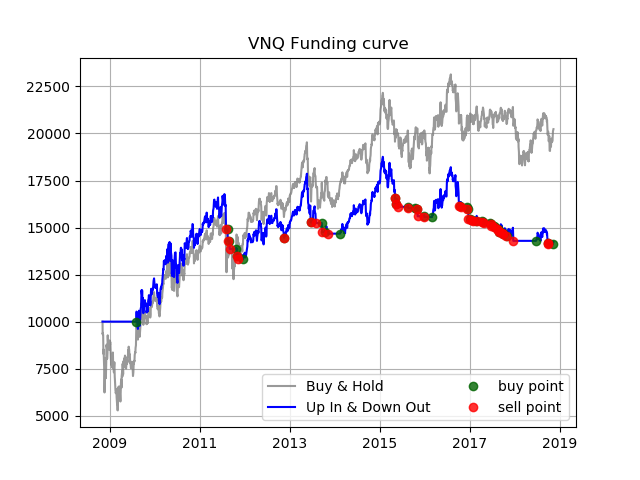 VNQ Funding curve
22500
20000
17500
15000
12500
10000
7500
5000
Buy & Hold
Up In & Down Out
buy point
sell point
2009 2011 2013 2015 2017 2019